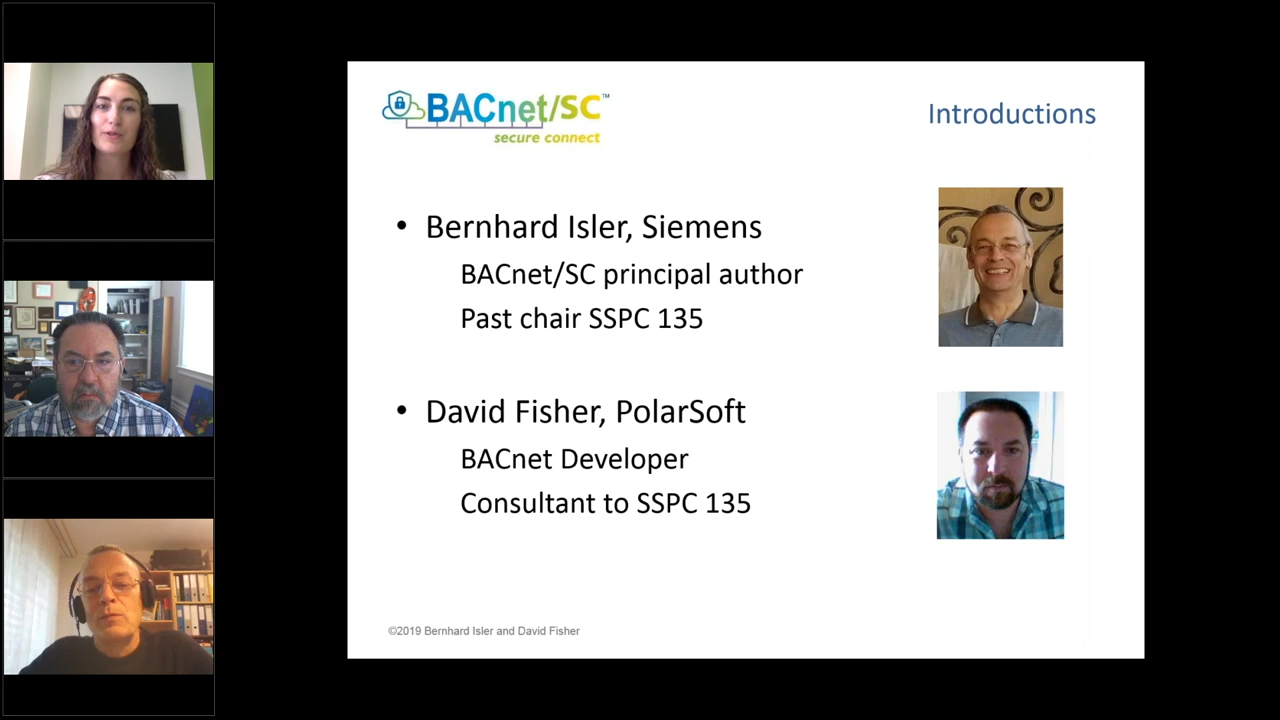 BACnet/SC™
secure connect
Introductions
• Bernhard Isler, Siemens
BACnet/SC principal author
Past chair SSPC 135
• David Fisher, PolarSoft
BACnet Developer
Consultant to SSPC 135
©2019 Bernhard Isler and David Fisher